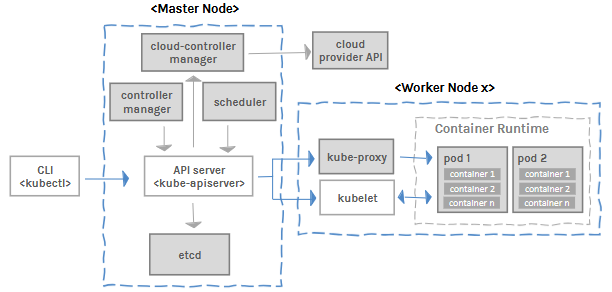 <Master Node>
cloud-controller
manager
cloud
provider API
controller
manager
scheduler
<Worker Node x>
Container Runtime
CLI
<kubectl>
API server
<kube-apiserver>
kube-proxy
kubelet
pod 1
container 1
container 2
container n
pod 2
container 1
container 2
container n
etcd